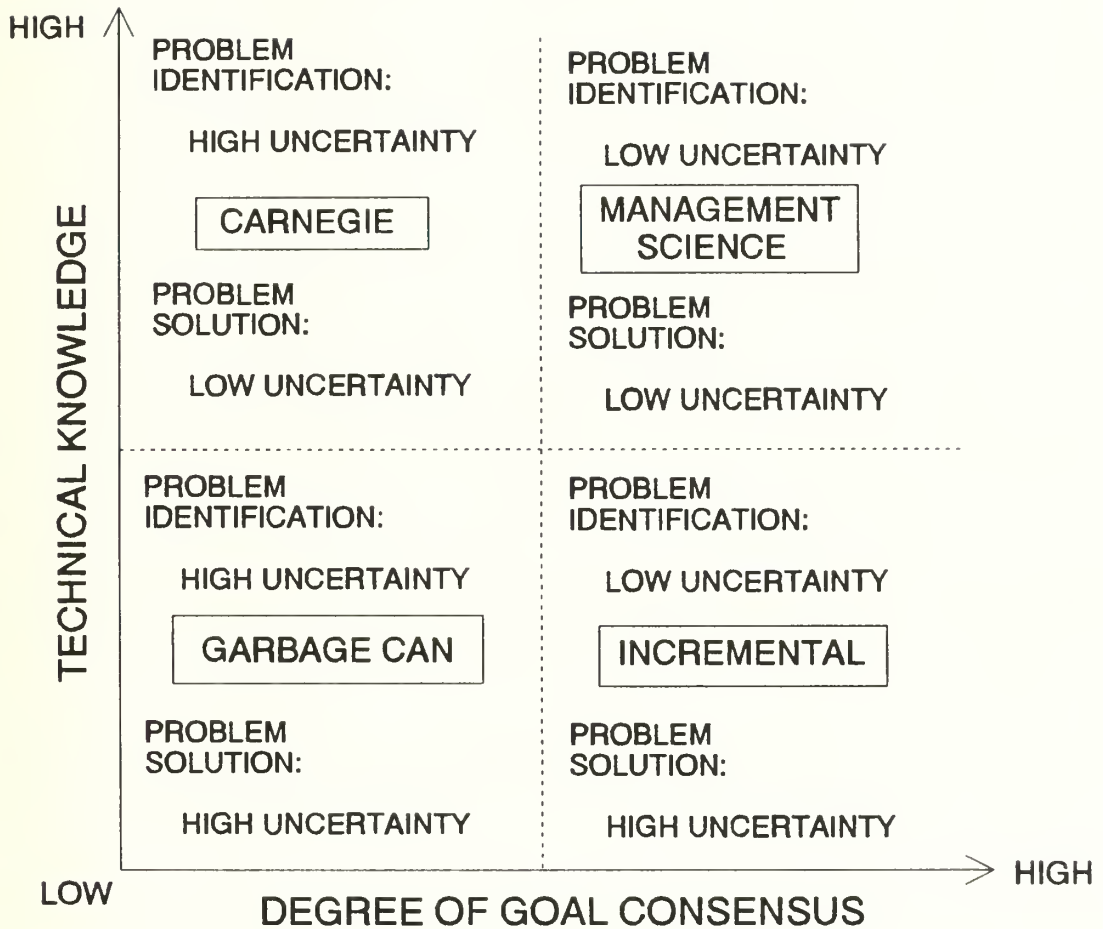 HIGH
TECHNICAL KNOWLEDGE
PROBLEM
IDENTIFICATION:
HIGH UNCERTAINTY
CARNEGIE
PROBLEM
SOLUTION:
LOW UNCERTAINTY
PROBLEM
IDENTIFICATION:
LOW UNCERTAINTY
MANAGEMENT
SCIENCE
PROBLEM
SOLUTION:
LOW UNCERTAINTY
PROBLEM
IDENTIFICATION:
HIGH UNCERTAINTY
GARBAGE CAN
PROBLEM
SOLUTION:
HIGH UNCERTAINTY
PROBLEM
IDENTIFICATION:
LOW UNCERTAINTY
INCREMENTAL
PROBLEM
SOLUTION:
HIGH UNCERTAINTY
LOW
HIGH
DEGREE OF GOAL CONSENSUS